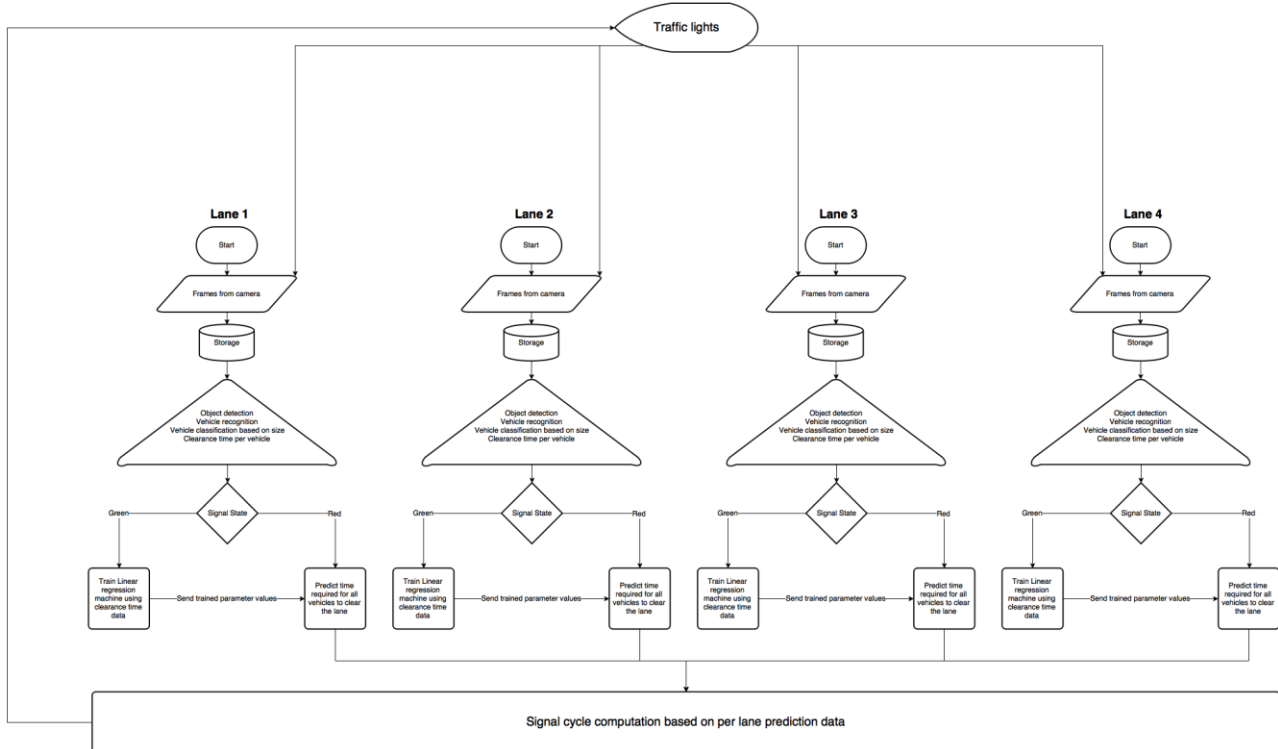 Traffic lights
Lane 1
Lane 2
Lane 3
Lane 4
Start
Start
Start
Start
Frames from camera
Frames from camera
Frames from camera
Frames from camera
Storage
Storage
Storage
Storage
Object detection
Vehicle recognition
Vehicle classification based on size
Clearance time per vehicle
Object detection
Vehicle recognition
Vehicle classification based on size
Clearance time per vehicle
Object detection
Vehicle recognition
Vehicle classification based on size
Clearance time per vehicle
Object detection
Vehicle recognition
Vehicle classification based on size
Clearance time per vehicle
Green
Signal State
Red
Green
Signal State
Red
Green
Signal State
Red
Green
Signal State
Red
Train Linear
regression
machine using
clearance time
data
Send trained parameter values
Predict time
required for all
vehicles to clear
the lane
Train Linear
regression
machine using
clearance time
data
Send trained parameter values
Predict time
required for all
vehicles to clear
the lane
Train Linear
regression
machine using
clearance time
data
Send trained parameter values
Predict time
required for all
vehicles to clear
the lane
Train Linear
regression
machine using
clearance time
data
Send trained parameter values
Predict time
required for all
vehicles to clear
the lane
Signal cycle computation based on per lane prediction data